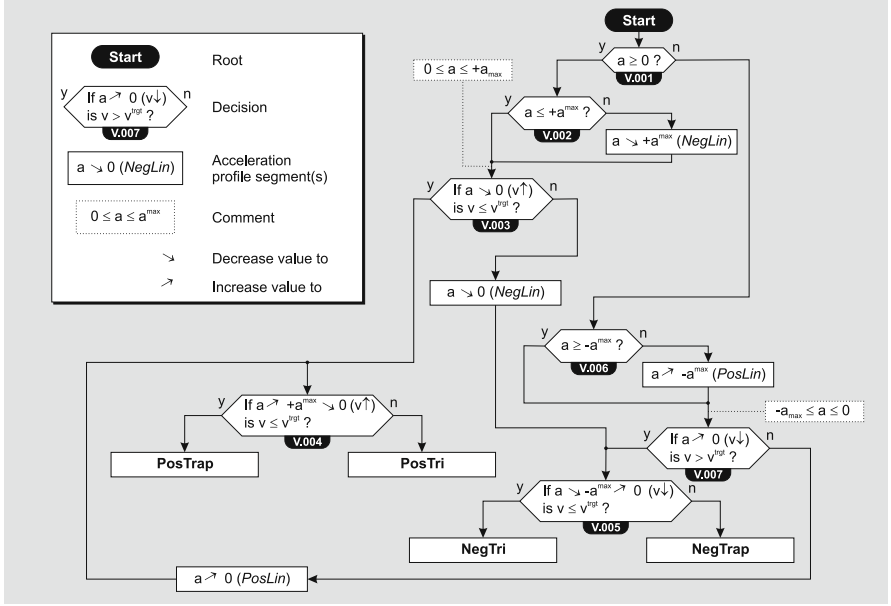 Start
Root
y
If a ↗ 0 (v↓)
is v > v^trgt ?
n
V.007
Decision
a ↘ 0 (NegLin)
Acceleration
profile segment(s)
0 ≤ a ≤ a^max
Comment
↘ Decrease value to
↗ Increase value to
Start
y
a ≥ 0 ?
n
V.001
0 ≤ a ≤ +a_max
y
a ≤ +a^max ?
n
V.002
a ↘ +a^max (NegLin)
y
If a ↘ 0 (v↑)
is v ≤ v^trgt ?
n
V.003
a ↘ 0 (NegLin)
y
a ≥ -a^max ?
n
V.006
a ↗ -a^max (PosLin)
-a_max ≤ a ≤ 0
y
If a ↗ +a^max ↘ 0 (v↑)
is v ≤ v^trgt ?
n
V.004
PosTrap
PosTri
y
If a ↗ 0 (v↓)
is v > v^trgt ?
n
V.007
y
If a ↘ -a^max ↗ 0 (v↓)
is v ≤ v^trgt ?
n
V.005
NegTri
NegTrap
a ↗ 0 (PosLin)